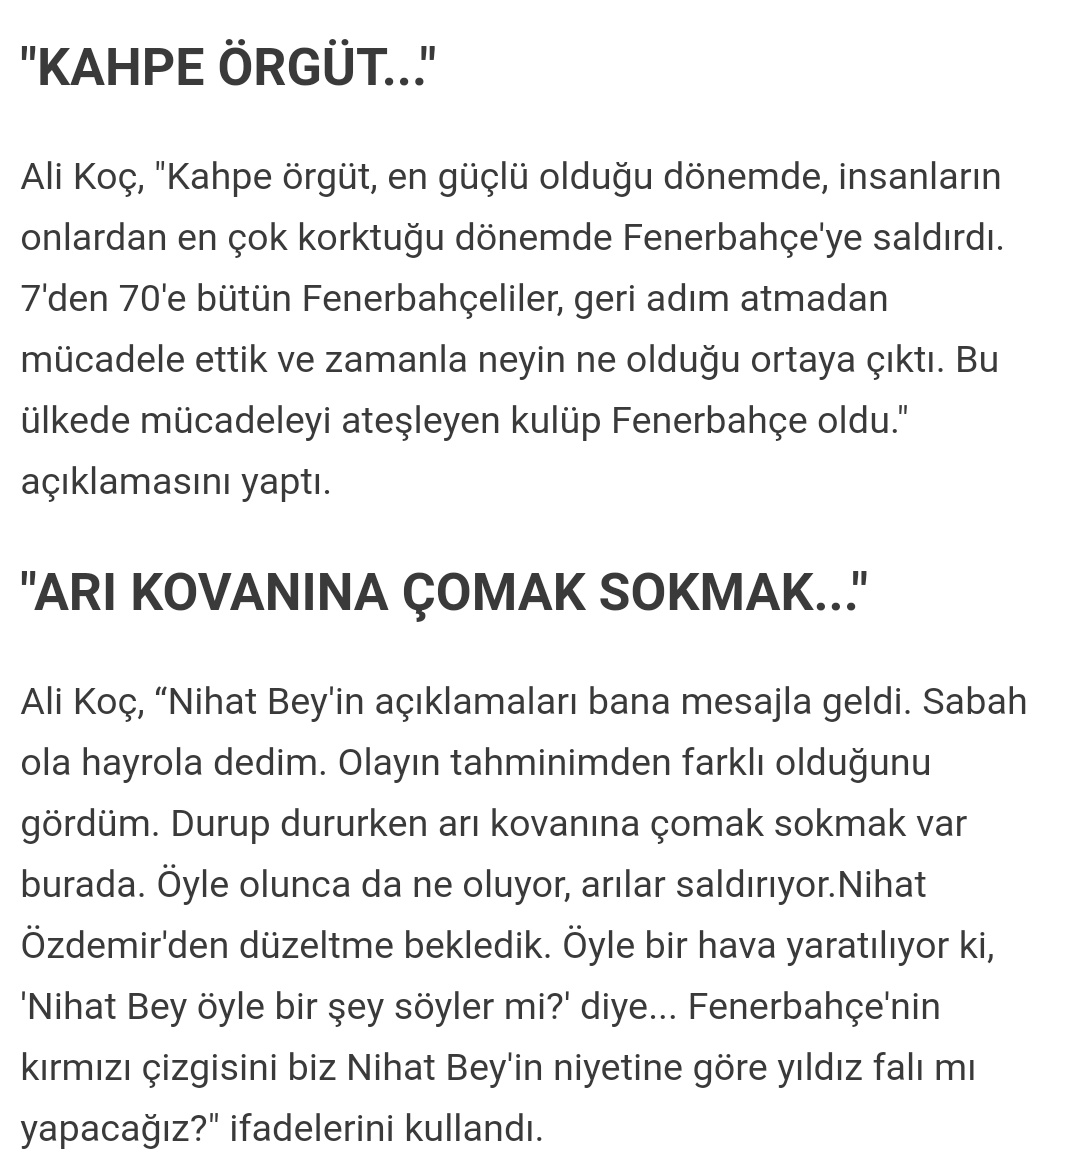 "KAHPE ÖRGÜT..."
Ali Koç, "Kahpe örgüt, en güçlü olduğu dönemde, insanların
onlardan en çok korktuğu dönemde Fenerbahçe'ye saldırdı.
7'den 70'e bütün Fenerbahçeliler, geri adım atmadan
mücadele ettik ve zamanla neyin ne olduğu ortaya çıktı. Bu
ülkede mücadeleyi ateşleyen kulüp Fenerbahçe oldu."
açıklamasını yaptı.
"ARI KOVANINA ÇOMAK SOKMAK..."
Ali Koç, “Nihat Bey'in açıklamaları bana mesajla geldi. Sabah
ola hayrola dedim. Olayın tahminimden farklı olduğunu
gördüm. Durup dururken arı kovanına çomak sokmak var
burada. Öyle olunca da ne oluyor, arılar saldırıyor.Nihat
Özdemir'den düzeltme bekledik. Öyle bir hava yaratılıyor ki,
'Nihat Bey öyle bir şey söyler mi?' diye... Fenerbahçe'nin
kırmızı çizgisini biz Nihat Bey'in niyetine göre yıldız falı mı
yapacağız?" ifadelerini kullandı.